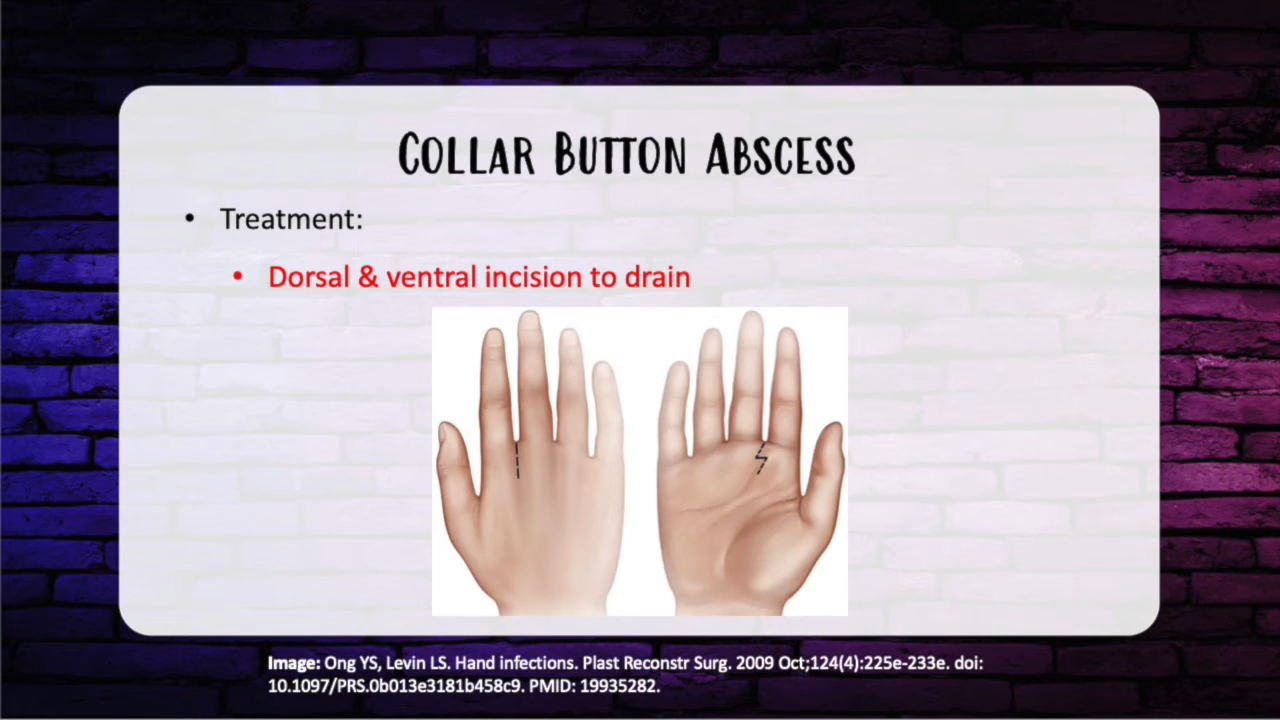 Collar Button Abscess
• Treatment:
• Dorsal & ventral incision to drain
Image: Ong YS, Levin LS. Hand infections. Plast Reconstr Surg. 2009 Oct;124(4):225e-233e. doi:
10.1097/PRS.0b013e3181b458c9. PMID: 19935282.